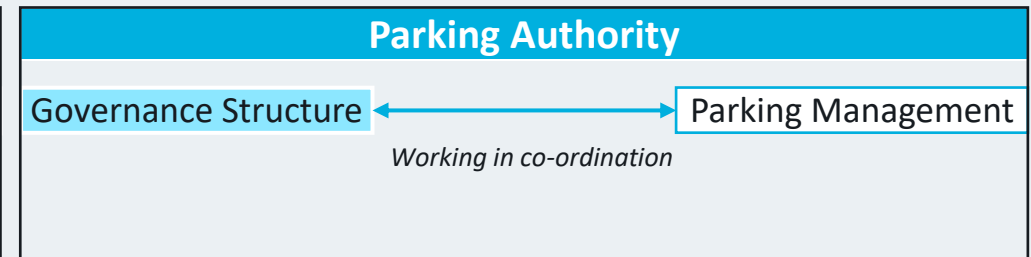 Parking Authority
Governance Structure Parking Management
Working in co-ordination